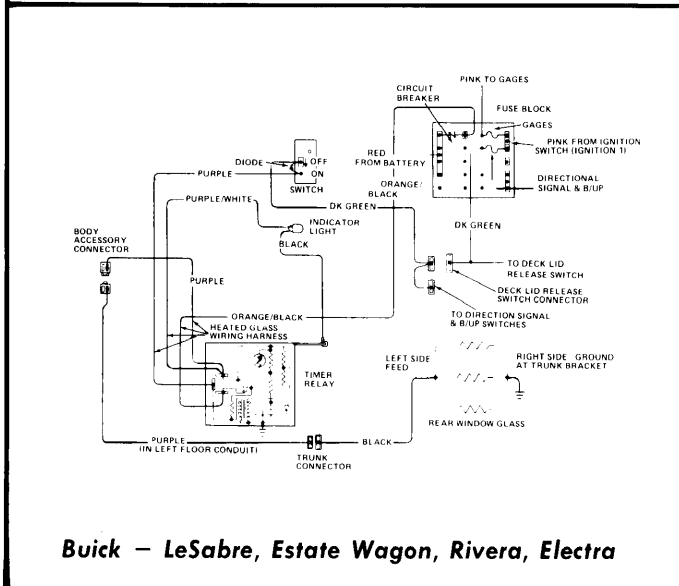 PINK TO GAGES
CIRCUIT
BREAKER
FUSE BLOCK
GAGES
PINK FROM IGNITION
SWITCH (IGNITION 1)
RED
FROM BATTERY
DIODE
OFF
ON
SWITCH
PURPLE
ORANGE/
BLACK
DIRECTIONAL
SIGNAL & B/UP
PURPLE/WHITE
DK GREEN
INDICATOR
LIGHT
DK GREEN
BODY
ACCESSORY
CONNECTOR
BLACK
TO DECK LID
RELEASE SWITCH
PURPLE
DECK LID RELEASE
SWITCH CONNECTOR
ORANGE/BLACK
TO DIRECTION SIGNAL
& B/UP SWITCHES
HEATED GLASS
WIRING HARNESS
LEFT SIDE
FEED
RIGHT SIDE GROUND
AT TRUNK BRACKET
TIMER
RELAY
REAR WINDOW GLASS
PURPLE
(IN LEFT FLOOR CONDUIT)
BLACK
TRUNK
CONNECTOR
Buick – LeSabre, Estate Wagon, Rivera, Electra